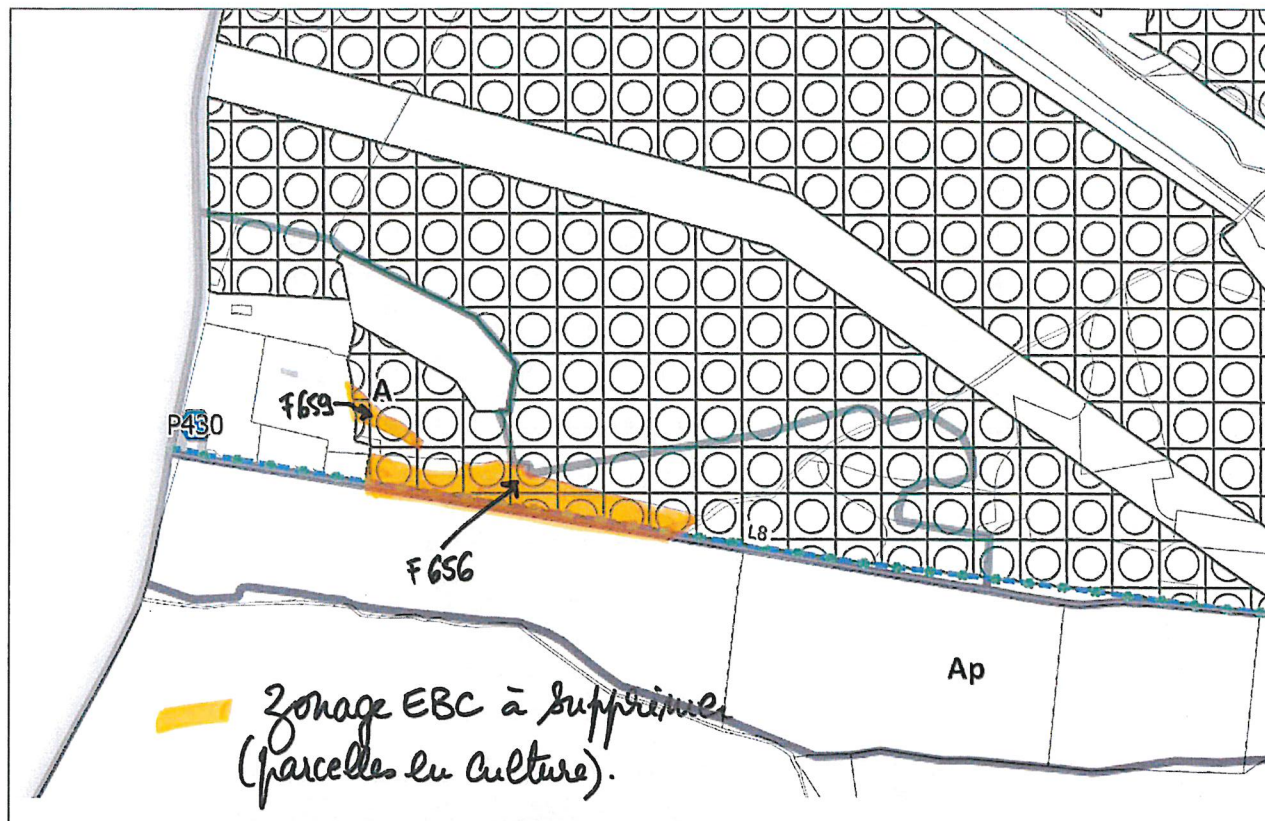 A
F659
P430
L8
F656
Ap
Zonage EBC à supprimer
(parcelles en culture).